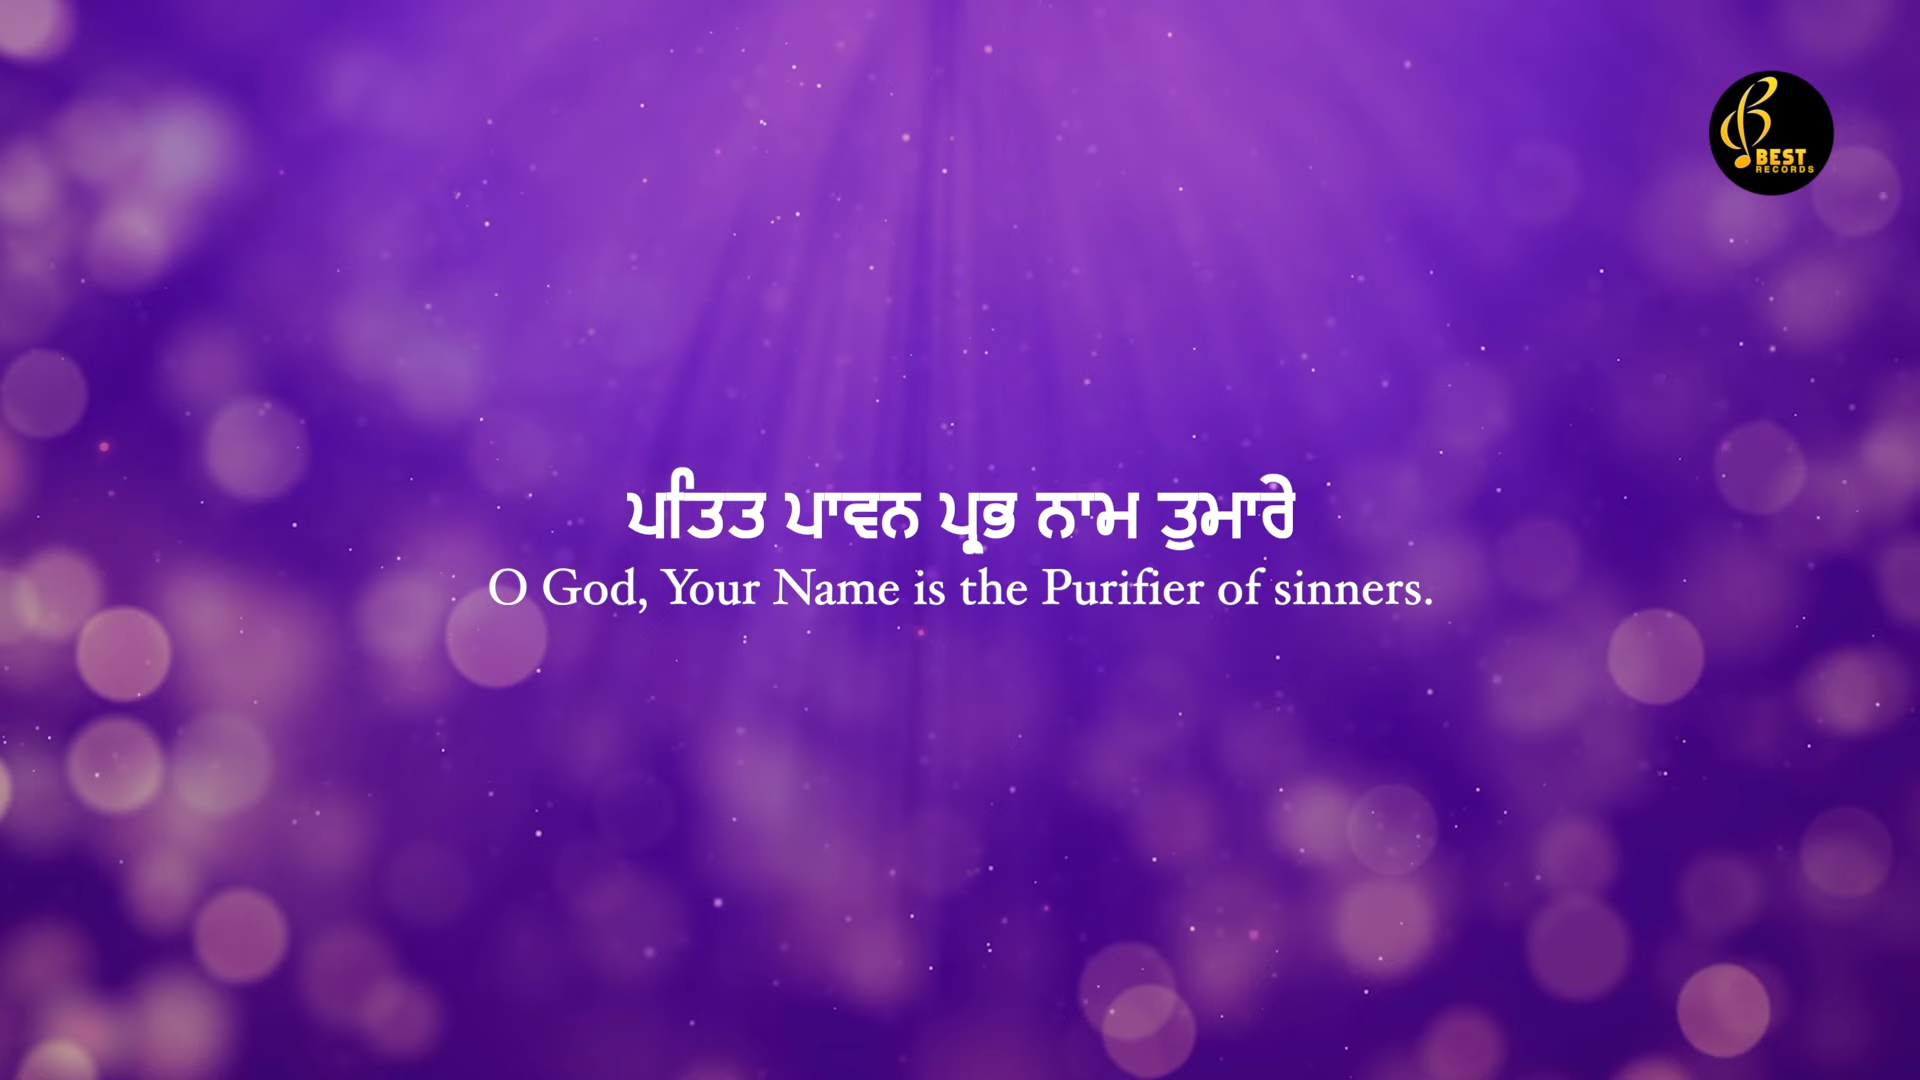 BEST
RECORDS
ਪਤਿਤ ਪਾਵਨ ਪ੍ਰਭ ਨਾਮ ਤੁਮਾਰੇ
O God, Your Name is the Purifier of sinners.